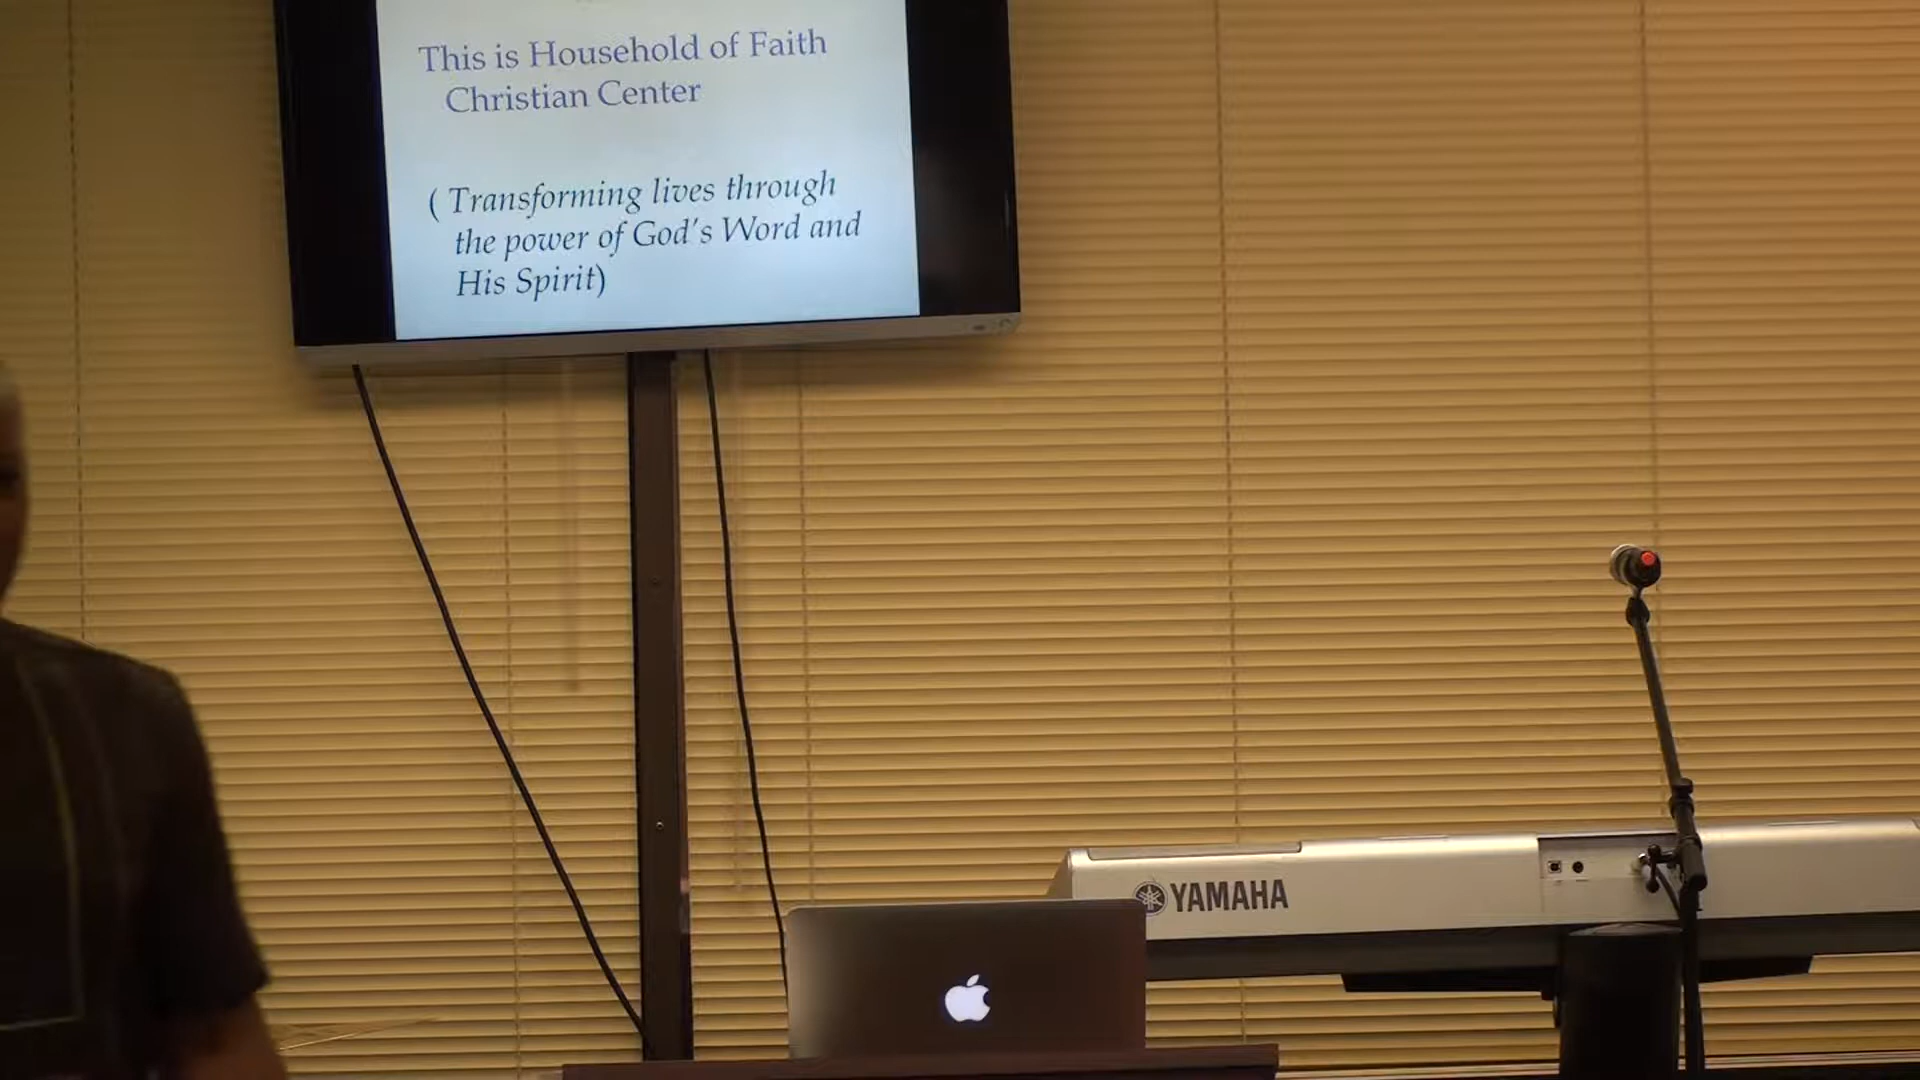 This is Household of Faith
Christian Center
( Transforming lives through
the power of God's Word and
His Spirit)
YAMAHA